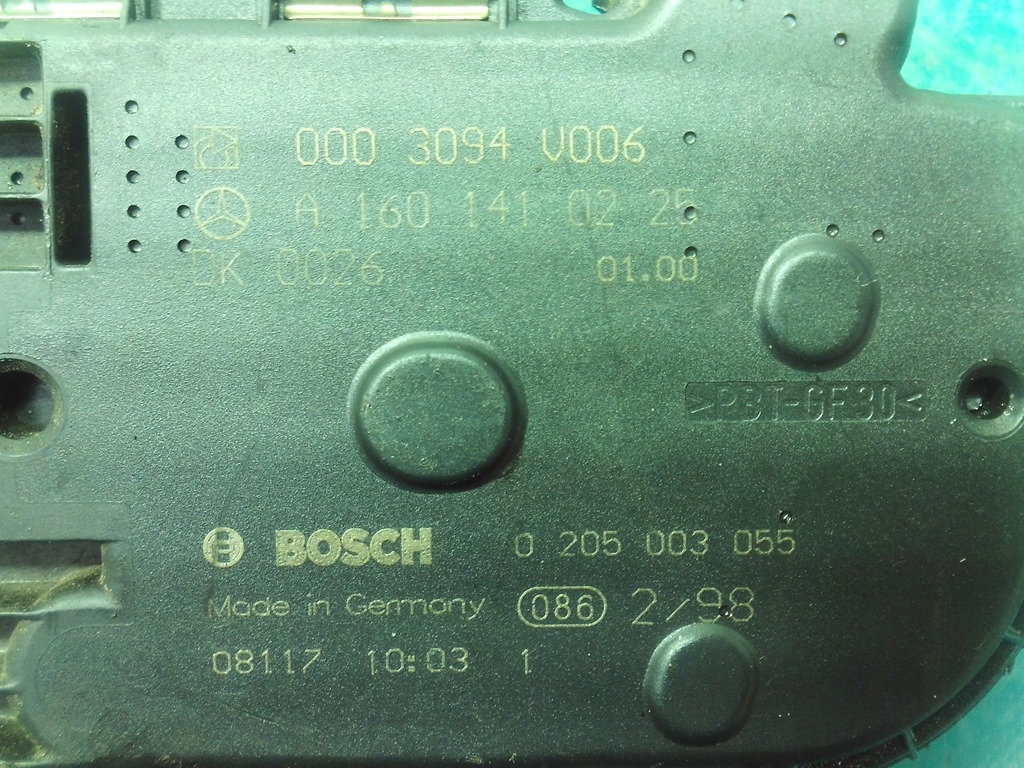 000 3094 V006
A 160 141 02 25
DK 0026 01.00
>PBT-GF30<
BOSCH 0 205 003 055
Made in Germany 086 2/98
08117 10:03 1